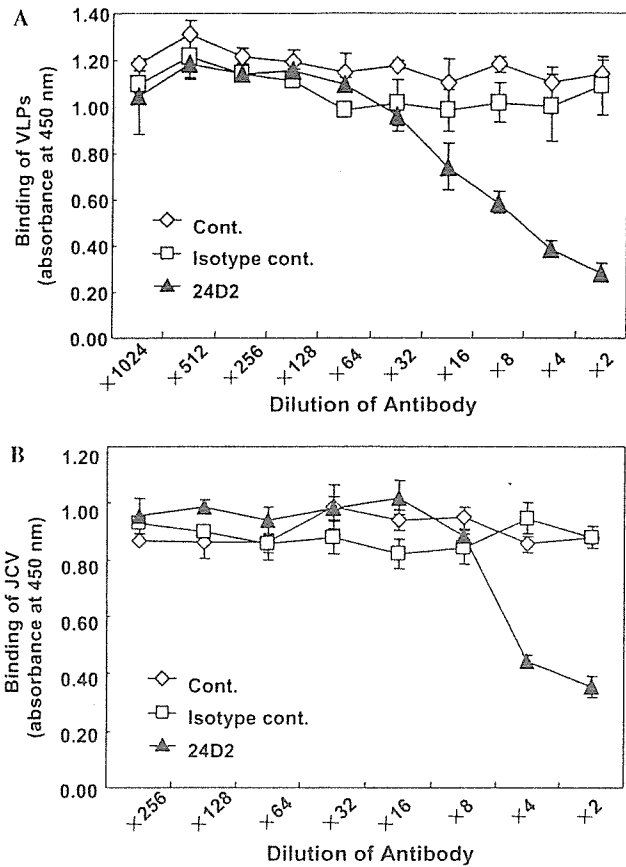 A
1.40
1.20
1.00
0.80
0.60
0.40
0.20
0.00
Binding of VLPs
(absorbance at 450 nm)
Cont.
Isotype cont.
24D2
×1024
×512
×256
×128
×64
×32
×16
×8
×4
×2
Dilution of Antibody
B
1.20
1.00
0.80
0.60
0.40
0.20
0.00
Binding of JCV
(absorbance at 450 nm)
Cont.
Isotype cont.
24D2
×256
×128
×64
×32
×16
×8
×4
×2
Dilution of Antibody